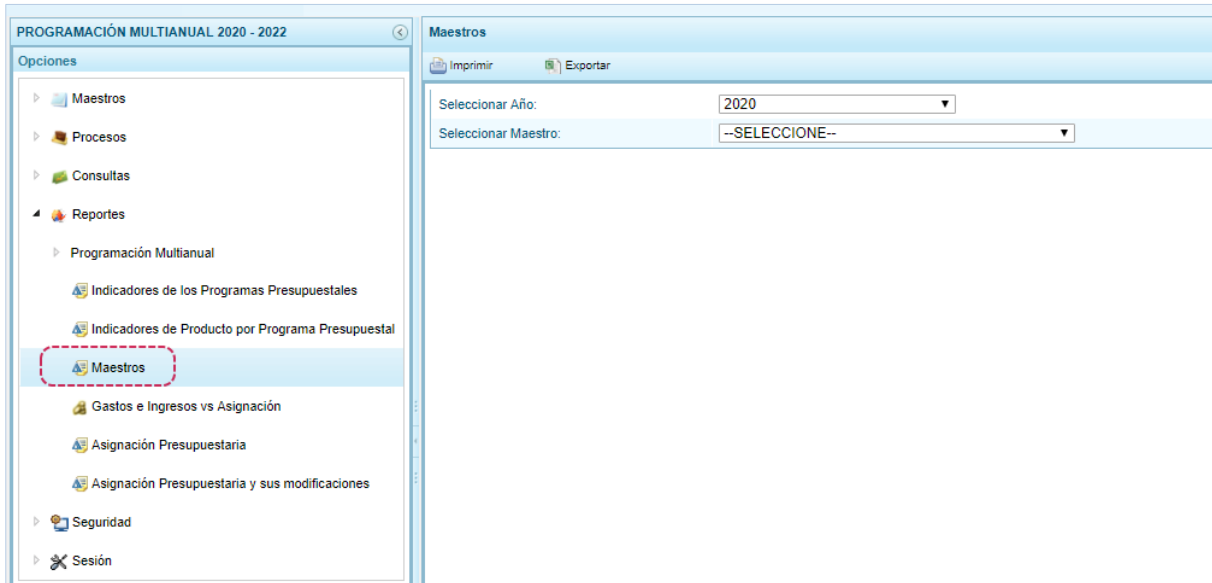 PROGRAMACIÓN MULTIANUAL 2020 - 2022
Opciones
Maestros
Procesos
Consultas
Reportes
Programación Multianual
Indicadores de los Programas Presupuestales
Indicadores de Producto por Programa Presupuestal
Maestros
Gastos e Ingresos vs Asignación
Asignación Presupuestaria
Asignación Presupuestaria y sus modificaciones
Seguridad
Sesión
Maestros
Imprimir Exportar
Seleccionar Año: 2020
Seleccionar Maestro: --SELECCIONE--